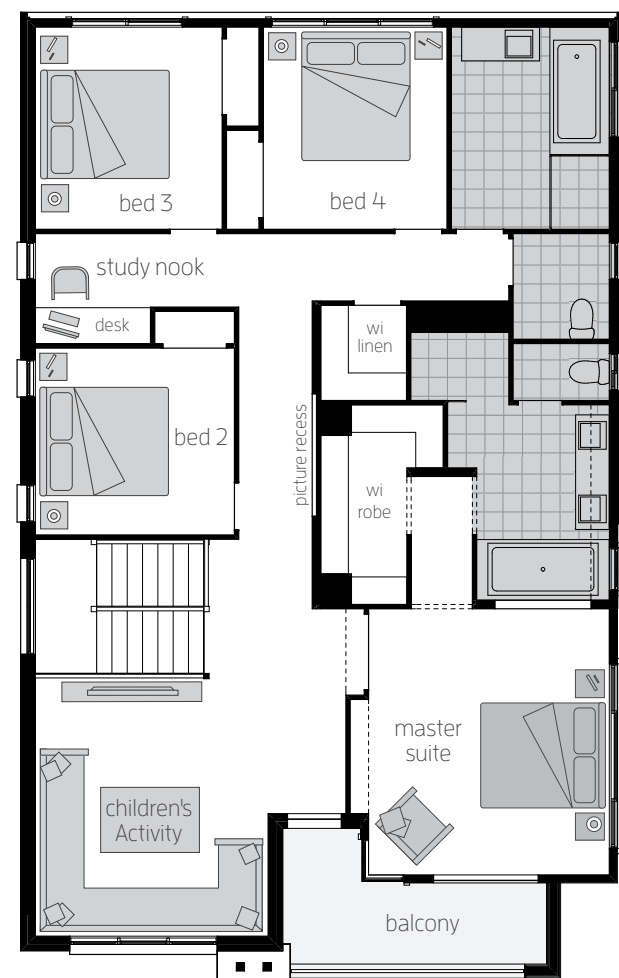 bed 3
bed 4
study nook
desk
wi
linen
bed 2
picture recess
wi
robe
master
suite
children's
Activity
balcony